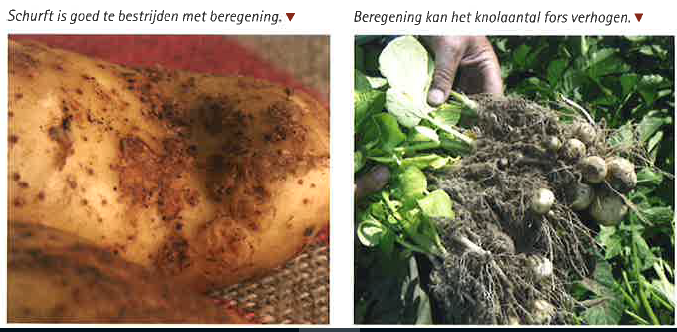 Schurft is goed te bestrijden met beregening. ▼
Beregening kan het knolaantal fors verhogen. ▼